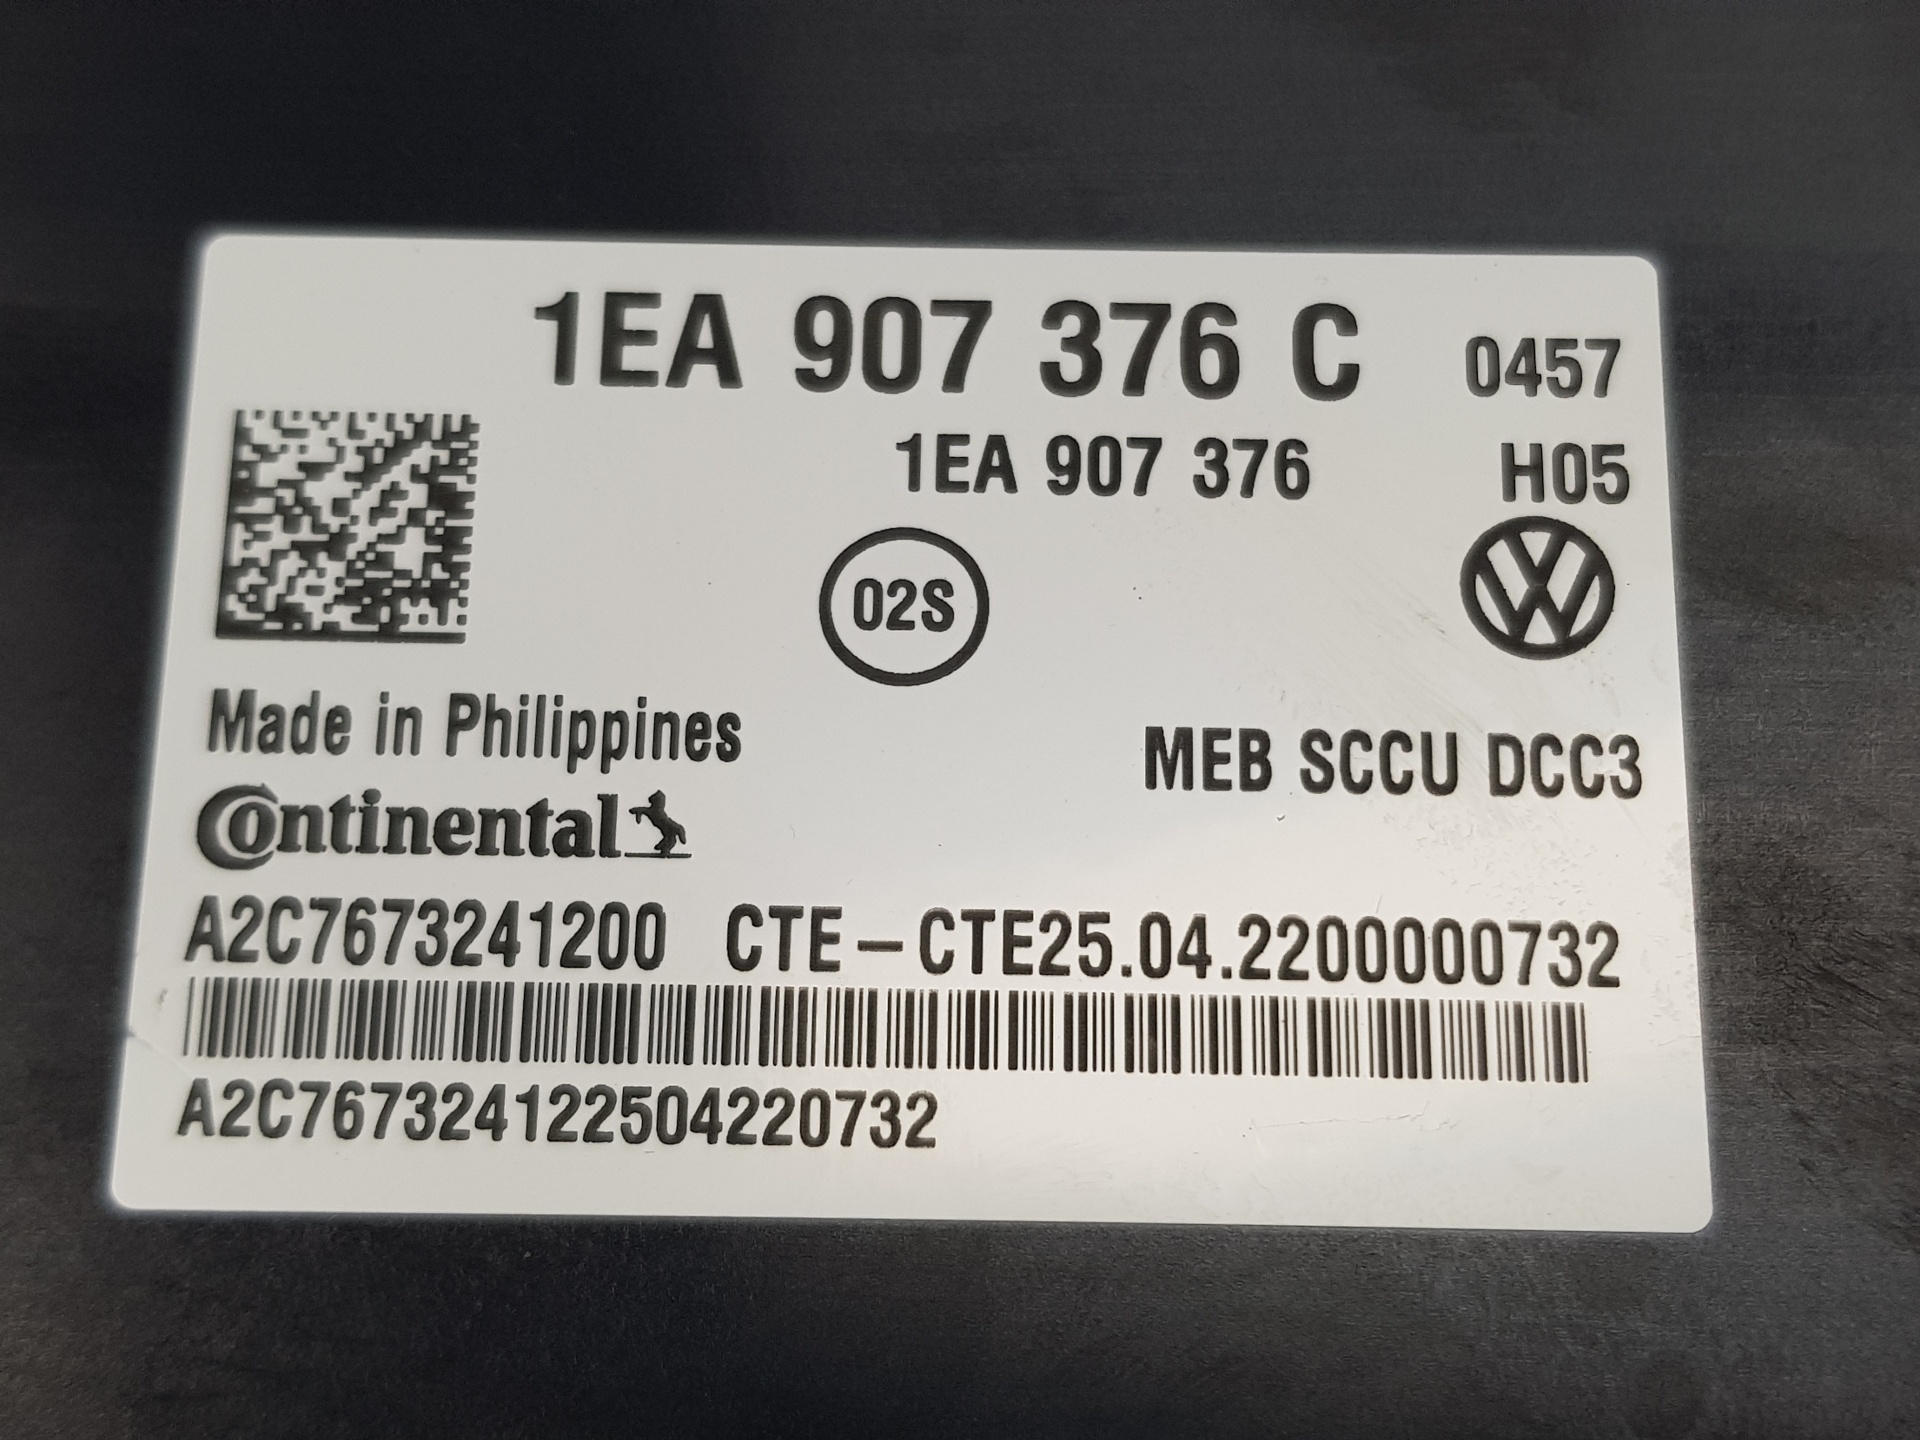 1EA 907 376 C 0457
1EA 907 376 H05
02S
Made in Philippines
MEB SCCU DCC3
Continental
A2C7673241200 CTE-CTE25.04.2200000732
A2C767324122504220732